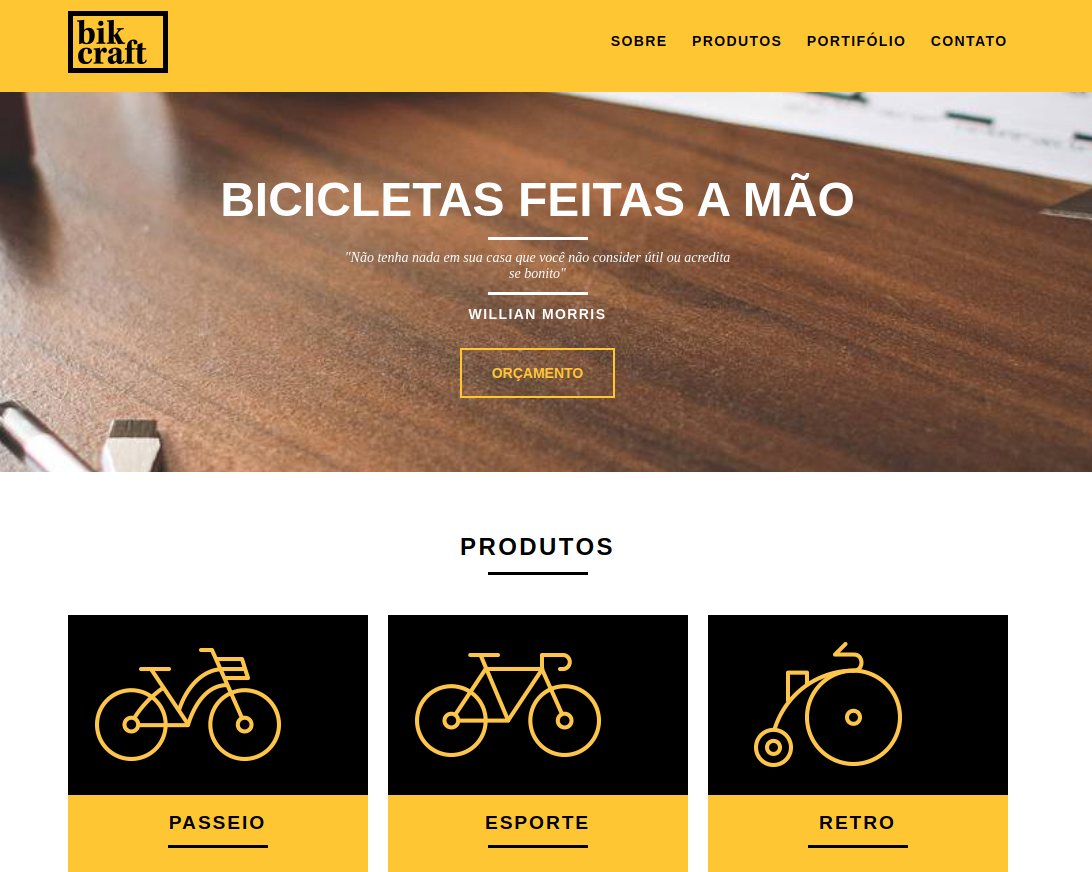 bik
craft
SOBRE PRODUTOS PORTIFÓLIO CONTATO
BICICLETAS FEITAS A MÃO
"Não tenha nada em sua casa que você não consider útil ou acredita
se bonito"
WILLIAN MORRIS
ORÇAMENTO
PRODUTOS
PASSEIO ESPORTE RETRO